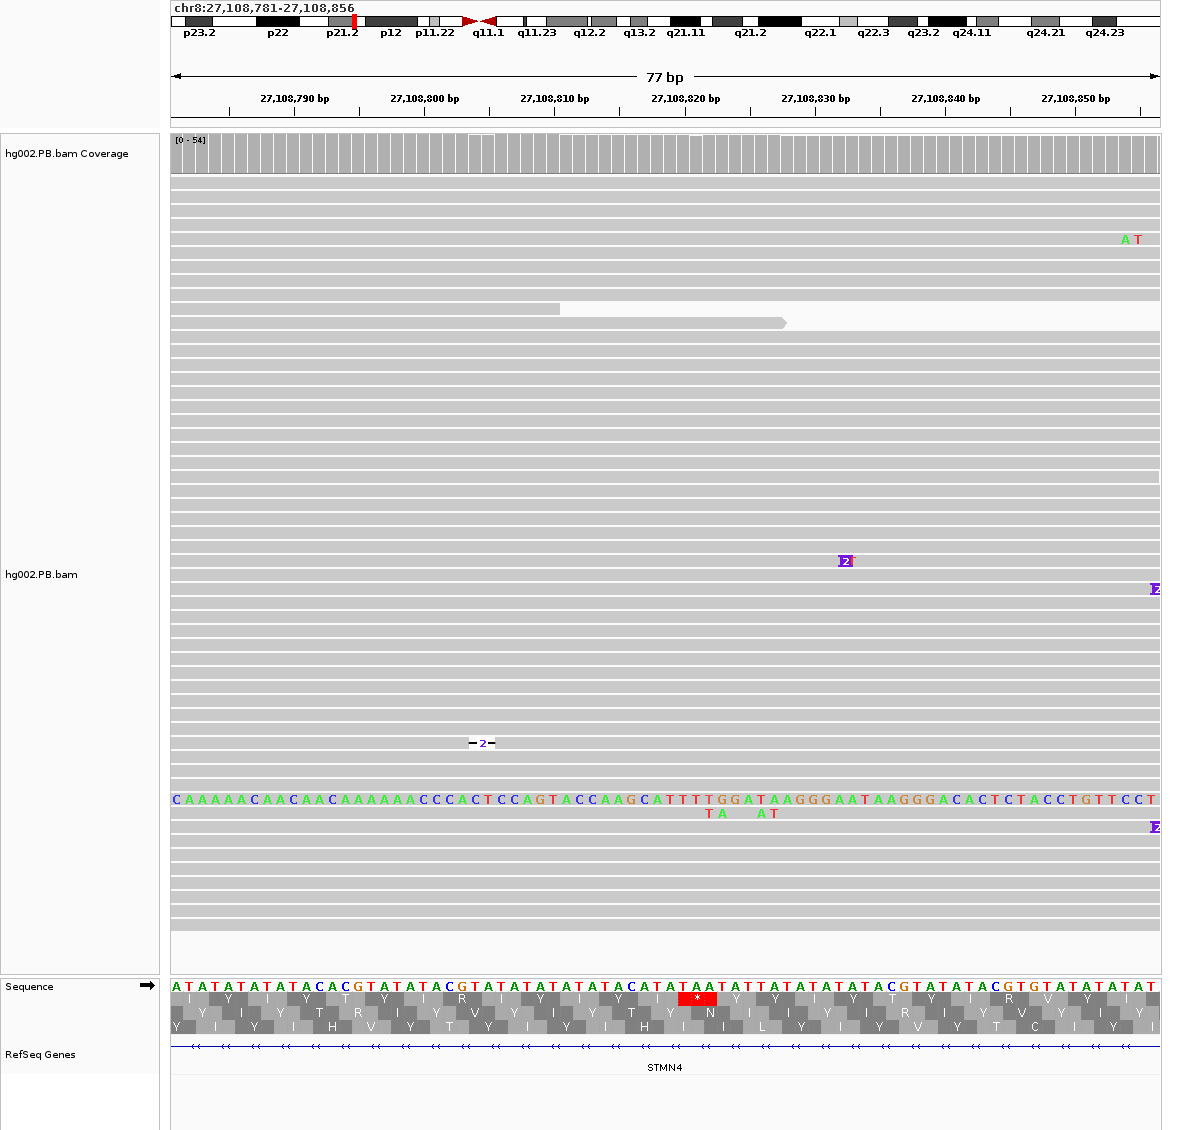 chr8:27,108,781-27,108,856
p23.2 p22 p21.2 p12 p11.22 q11.1 q11.23 q12.2 q13.2 q21.11 q21.2 q22.1 q22.3 q23.2 q24.11 q24.21 q24.23
77 bp
27,108,790 bp 27,108,800 bp 27,108,810 bp 27,108,820 bp 27,108,830 bp 27,108,840 bp 27,108,850 bp
hg002.PB.bam Coverage
[0 - 54]
A T
hg002.PB.bam
2
2
2
C A A A A A C A A C A A C A A A A A A C C C A C T C C A G T A C C A A G C A T T T T G G A T A A G G G A A T A A G G G A C A C T C T A C C T G T T C C T
T A A T
2
Sequence
A T A T A T A T A T A C A C G T A T A T A C G T A T A T A T A T A T A C A T A T A A T A T T A T A T A T A T A C G T A T A T A C G T G T A T A T A T A T
I Y I Y T Y I R I Y I Y I * Y Y I Y T Y I R V Y I
Y I Y T R I Y V Y I Y T Y N I I Y I R I Y V Y I Y
Y I Y I H V Y T Y I Y I H I I L Y I Y V Y T C I Y I
RefSeq Genes
STMN4